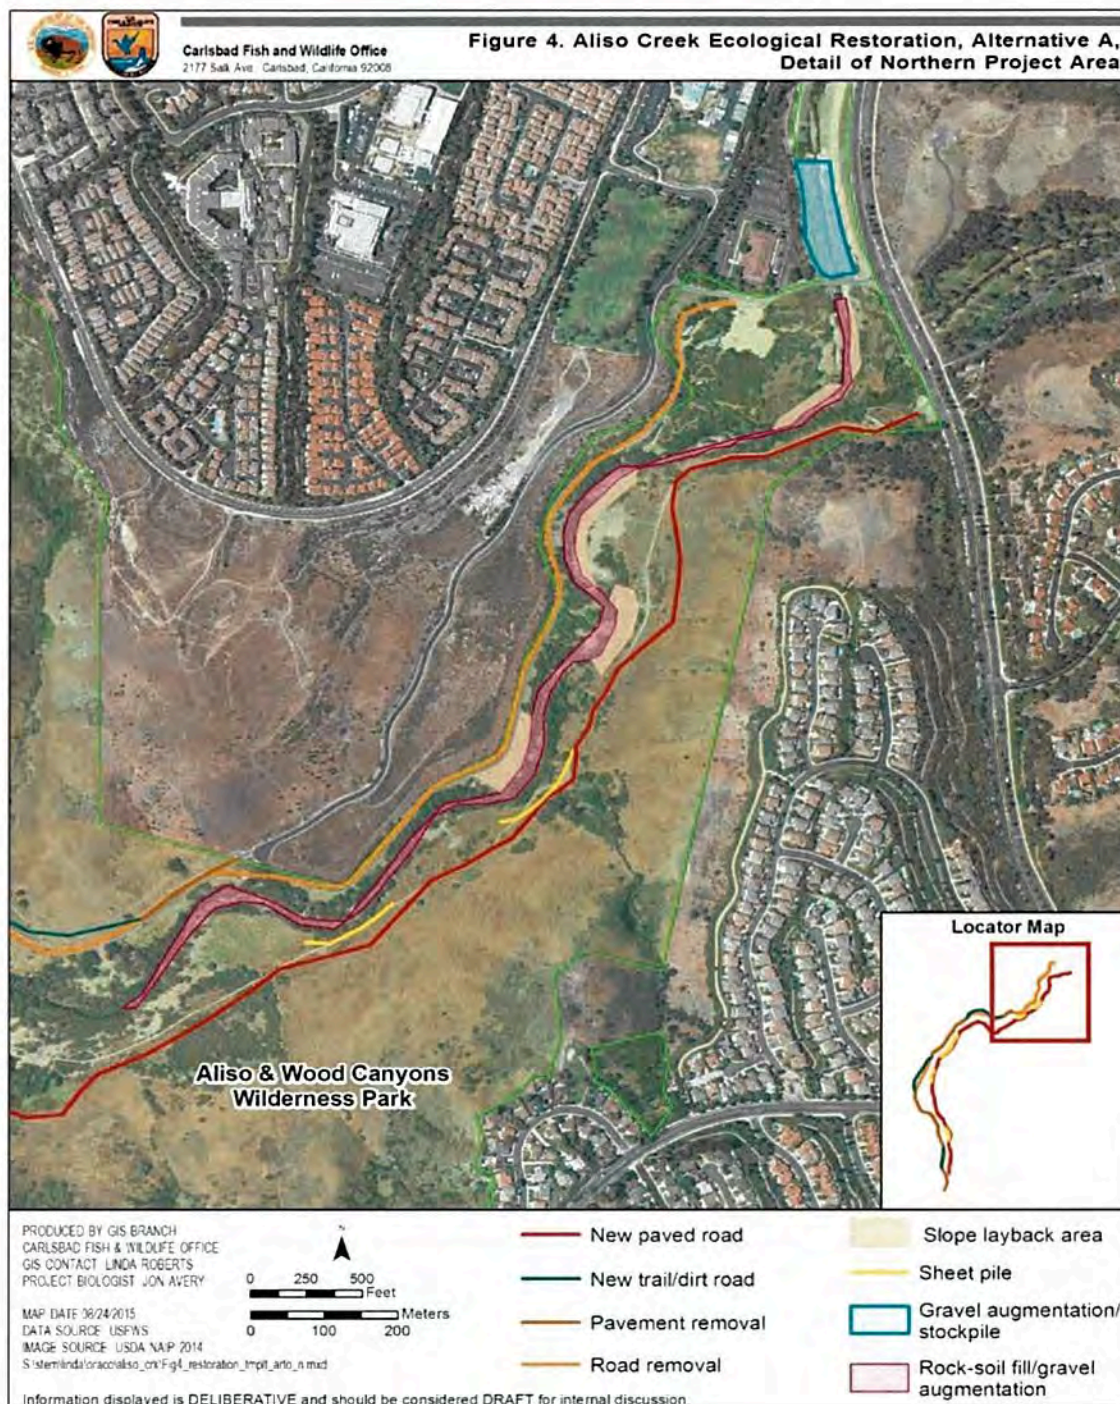 Carlsbad Fish and Wildlife Office
2177 Salk Ave. Carlsbad, California 92008
Figure 4. Aliso Creek Ecological Restoration, Alternative A,
Detail of Northern Project Area
Locator Map
Aliso & Wood Canyons
Wilderness Park
PRODUCED BY GIS BRANCH
CARLSBAD FISH & WILDLIFE OFFICE
GIS CONTACT LINDA ROBERTS
PROJECT BIOLOGIST JON AVERY
MAP DATE 08/24/2015
DATA SOURCE USFWS
IMAGE SOURCE USDA NAIP 2014
N
0 250 500
Feet
Meters
0 100 200
New paved road
New trail/dirt road
Pavement removal
Road removal
Slope layback area
Sheet pile
Gravel augmentation/
stockpile
Rock-soil fill/gravel
augmentation
Information displayed is DELIBERATIVE and should be considered DRAFT for internal discussion